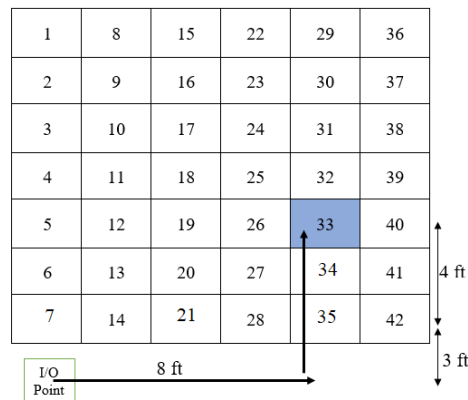 1 8 15 22 29 36
2 9 16 23 30 37
3 10 17 24 31 38
4 11 18 25 32 39
5 12 19 26 33 40
6 13 20 27 34 41
4 ft
7 14 21 28 35 42
3 ft
8 ft
I/O
Point